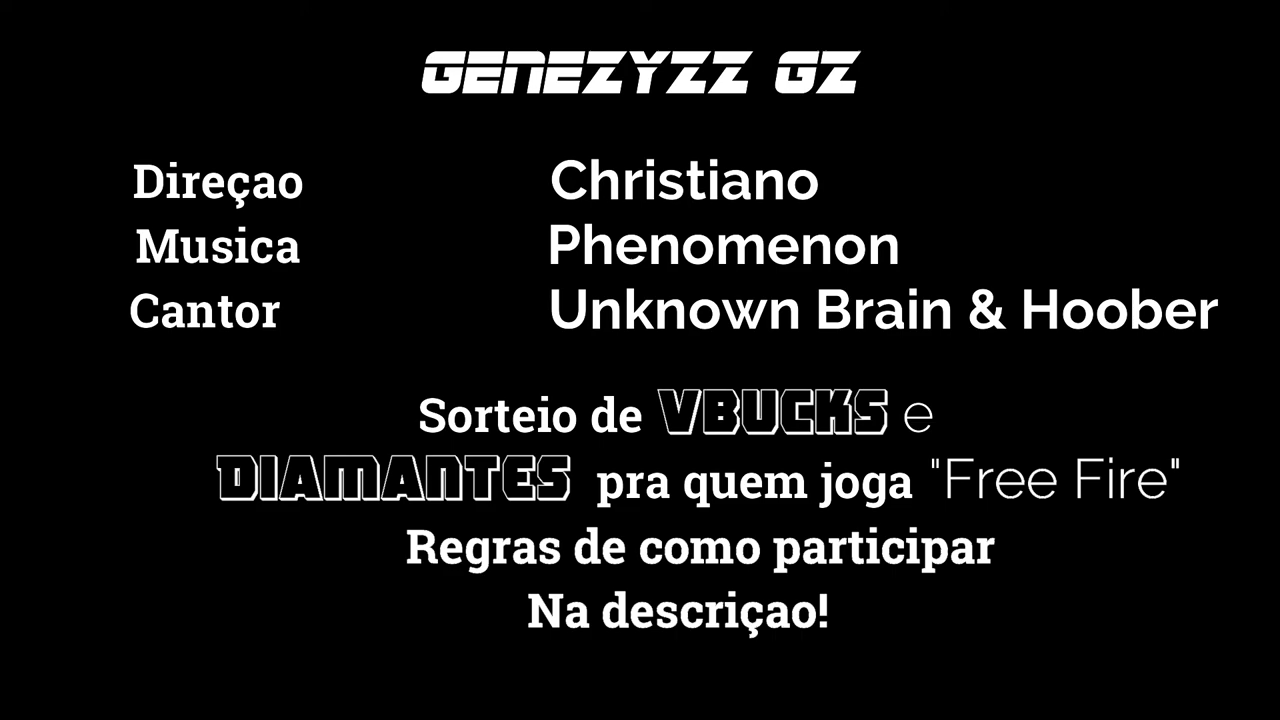 GENEZYZZ GZ
Direçao Christiano
Musica Phenomenon
Cantor Unknown Brain & Hoober
Sorteio de VBUCKS e
DIAMANTES pra quem joga "Free Fire"
Regras de como participar
Na descriçao!